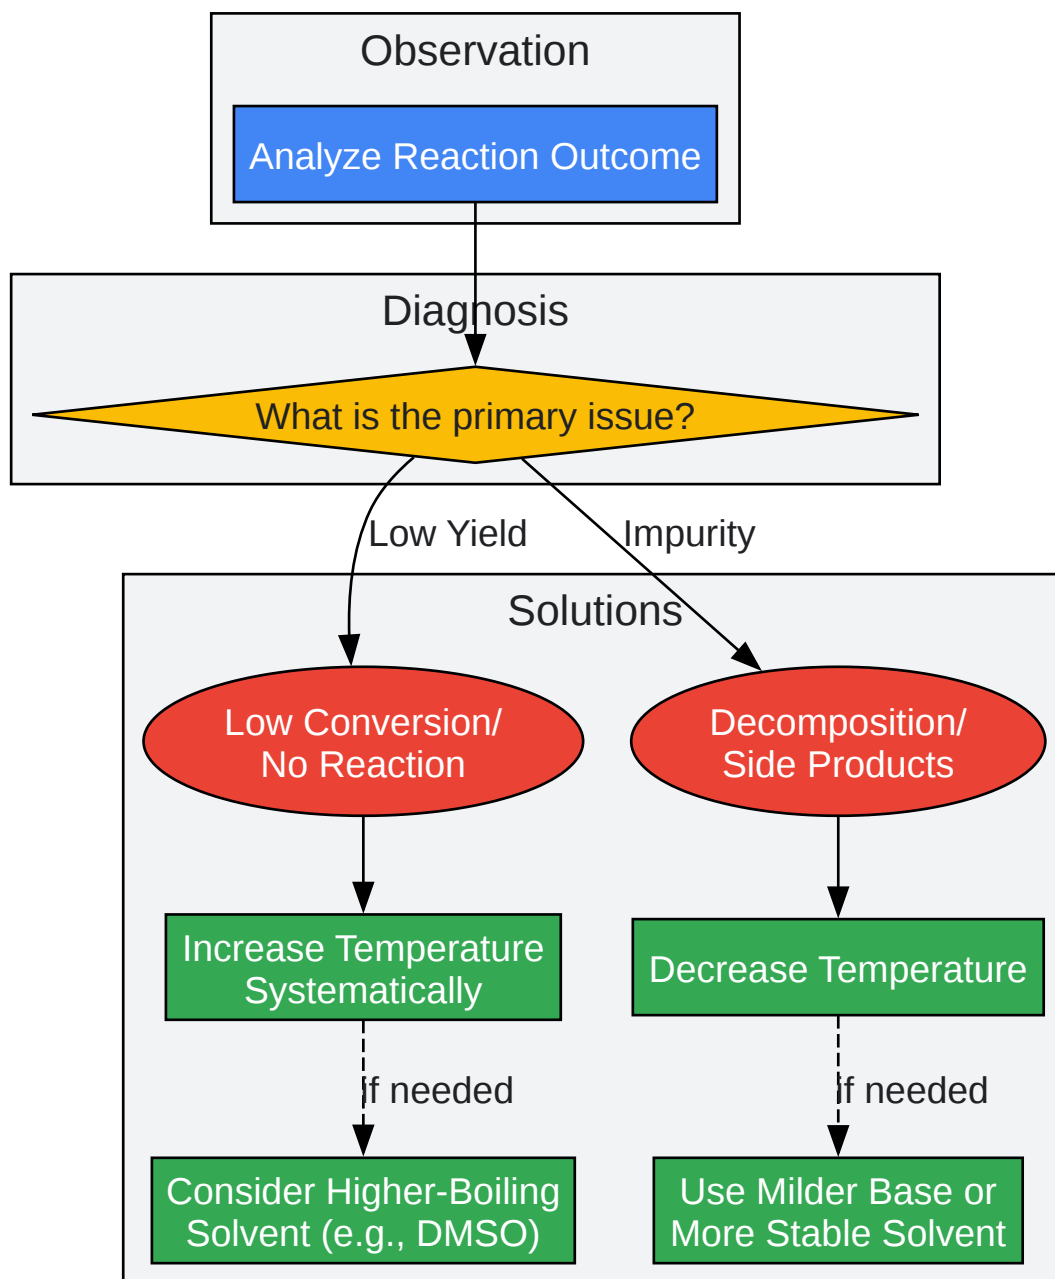 Observation
Analyze Reaction Outcome
Diagnosis
What is the primary issue?
Low Yield
Impurity
Solutions
Low Conversion/
No Reaction
Decomposition/
Side Products
Increase Temperature
Systematically
Decrease Temperature
if needed
if needed
Consider Higher-Boiling
Solvent (e.g., DMSO)
Use Milder Base or
More Stable Solvent